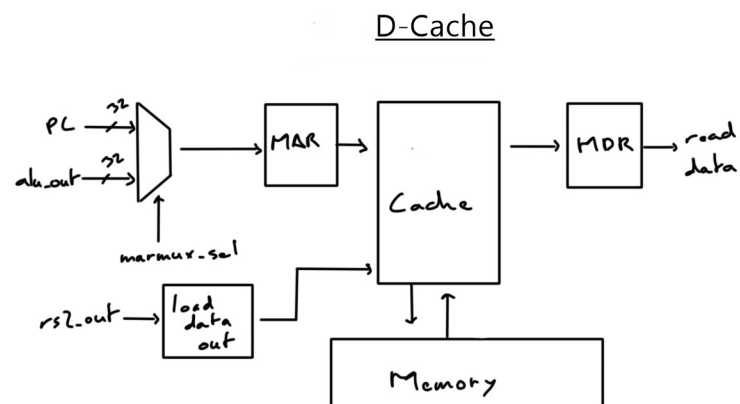 D-Cache
PC
32
alu_out
32
marmux_sel
MAR
Cache
MDR
read
data
rs2_out
load
data
out
Memory